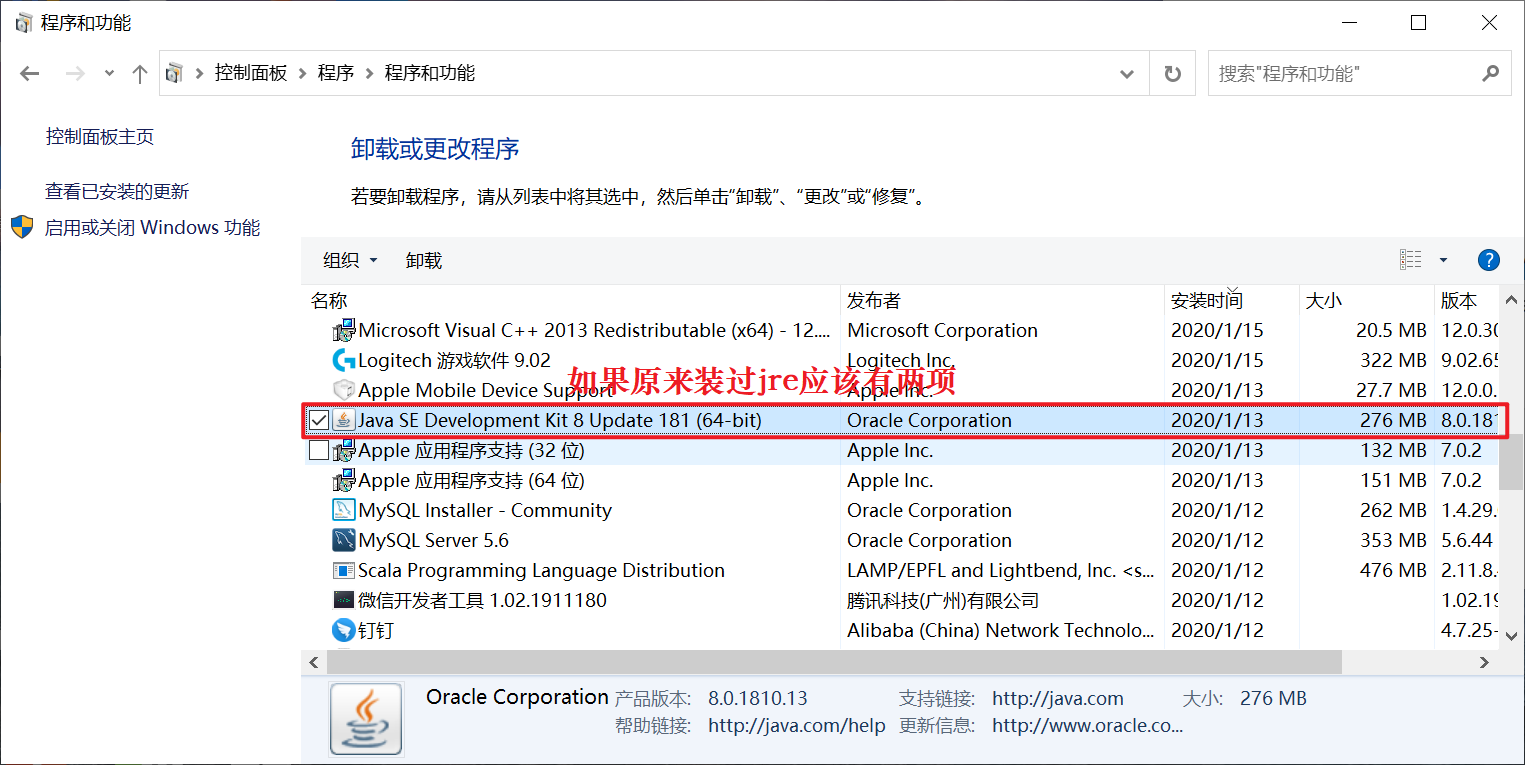 程序和功能
控制面板 程序 程序和功能
搜索"程序和功能"
控制面板主页
查看已安装的更新
启用或关闭 Windows 功能
卸载或更改程序
若要卸载程序，请从列表中将其选中，然后单击“卸载”、“更改”或“修复”。
组织 卸载
名称 发布者 安装时间 大小 版本
Microsoft Visual C++ 2013 Redistributable (x64) - 12.... Microsoft Corporation 2020/1/15 20.5 MB 12.0.30
Logitech 游戏软件 9.02 Logitech Inc. 2020/1/15 322 MB 9.02.65
如果原来装过jre应该有两项
Apple Mobile Device Support Apple Inc. 2020/1/13 27.7 MB 12.0.0.
Java SE Development Kit 8 Update 181 (64-bit) Oracle Corporation 2020/1/13 276 MB 8.0.181
Apple 应用程序支持 (32 位) Apple Inc. 2020/1/13 132 MB 7.0.2
Apple 应用程序支持 (64 位) Apple Inc. 2020/1/13 151 MB 7.0.2
MySQL Installer - Community Oracle Corporation 2020/1/12 262 MB 1.4.29.
MySQL Server 5.6 Oracle Corporation 2020/1/12 353 MB 5.6.44
Scala Programming Language Distribution LAMP/EPFL and Lightbend, Inc. <s... 2020/1/12 476 MB 2.11.8.
微信开发者工具 1.02.1911180 腾讯科技(广州)有限公司 2020/1/12 1.02.19
钉钉 Alibaba (China) Network Technolo... 2020/1/12 4.7.25-
Oracle Corporation 产品版本: 8.0.1810.13 支持链接: http://java.com 大小: 276 MB
帮助链接: http://java.com/help 更新信息: http://www.oracle.co...